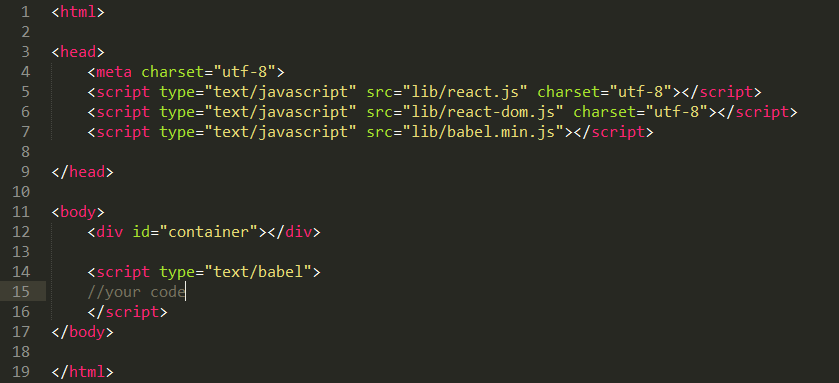 1 <html>
2
3 <head>
4     <meta charset="utf-8">
5     <script type="text/javascript" src="lib/react.js" charset="utf-8"></script>
6     <script type="text/javascript" src="lib/react-dom.js" charset="utf-8"></script>
7     <script type="text/javascript" src="lib/babel.min.js"></script>
8
9 </head>
10
11 <body>
12     <div id="container"></div>
13
14     <script type="text/babel">
15     //your code
16     </script>
17 </body>
18
19 </html>